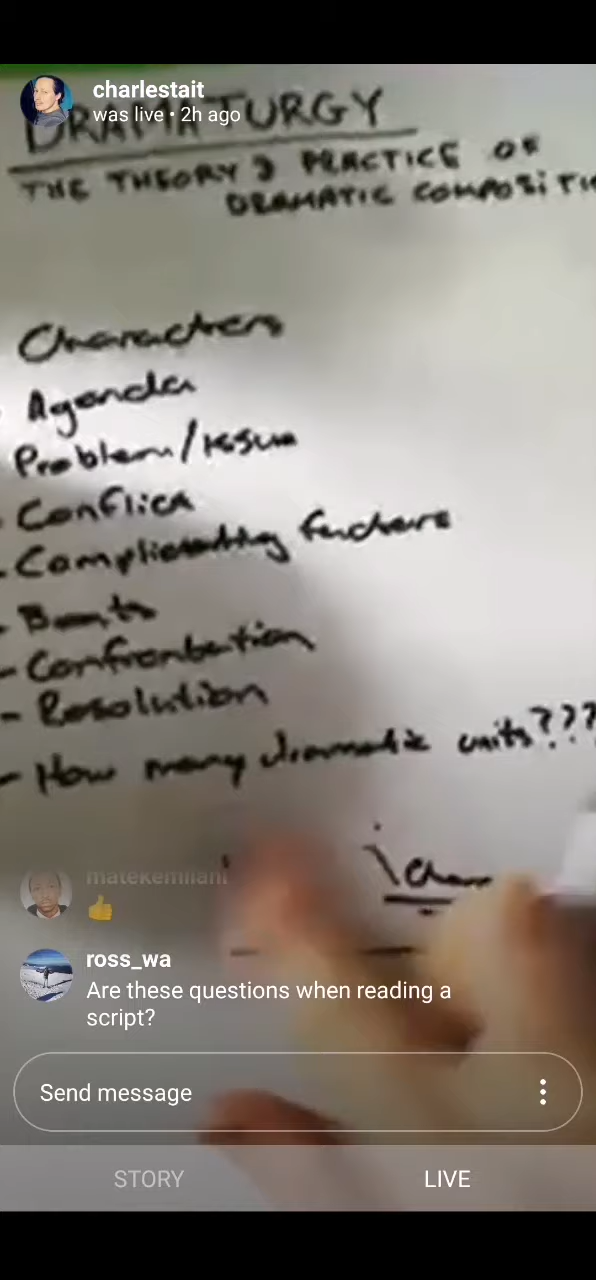 charlestait
was live • 2h ago
DRAMATURGY
THE THEORY & PRACTICE OF
DRAMATIC COMPOSITI
Characters
Agenda
Problem/Issue
- Conflict
- Complicating factors
- Beats
- Confrontation
- Resolution
- How many dramatic units???
matekemilani
👍
ross_wa
Are these questions when reading a
script?
Send message
STORY LIVE